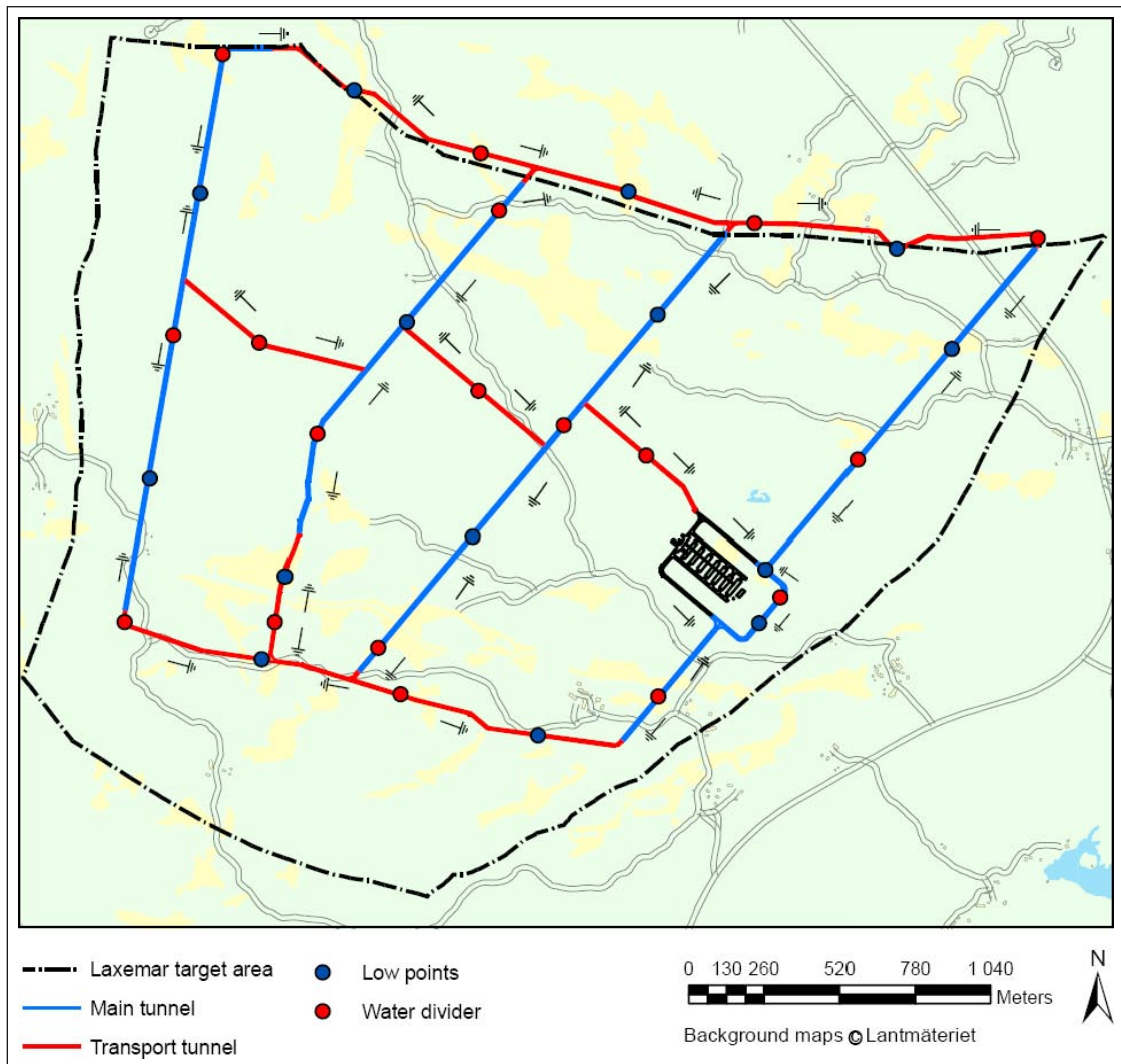 Laxemar target area
Main tunnel
Transport tunnel
Low points
Water divider
0 130 260 520 780 1 040
Meters
N
Background maps © Lantmäteriet